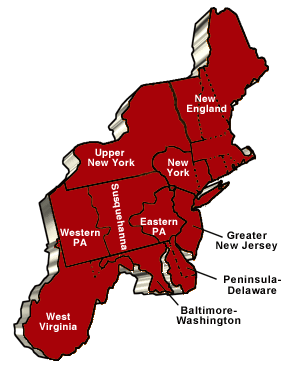 New
England
Upper
New York
New
York
Susquehanna
Western
PA
Eastern
PA
Greater
New Jersey
Peninsula-
Delaware
Baltimore-
Washington
West
Virginia